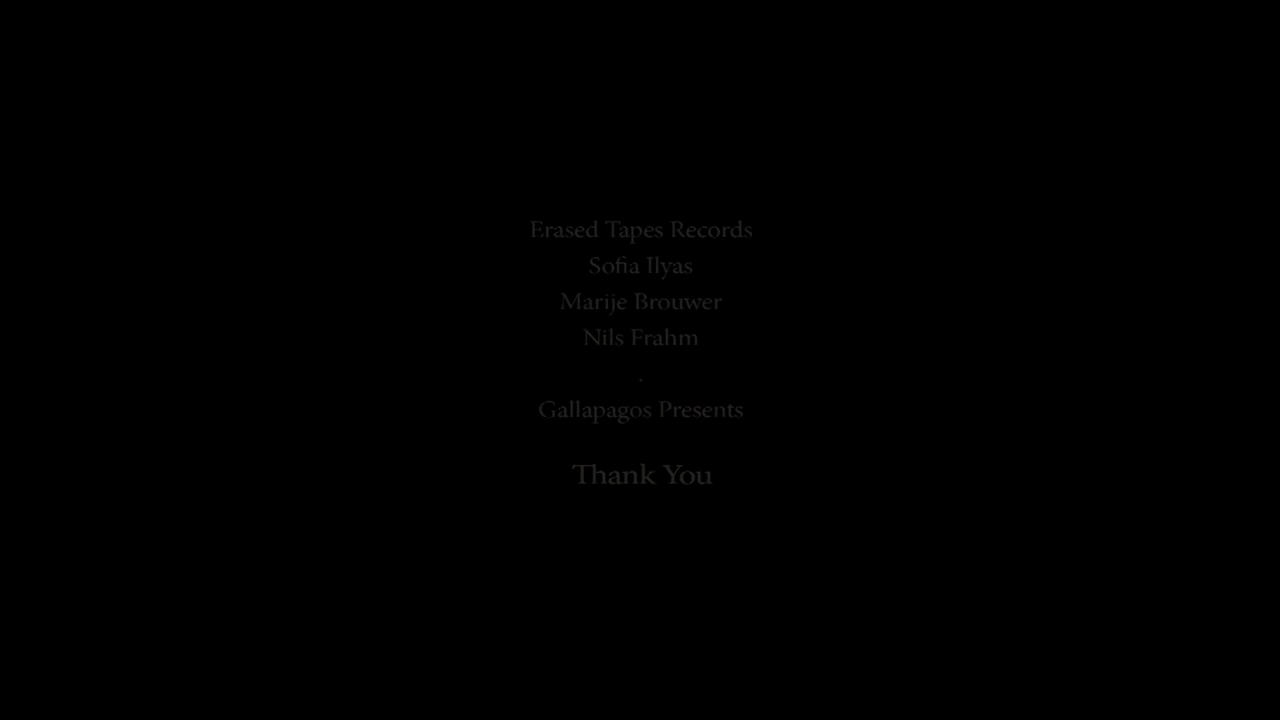 Erased Tapes Records
Sofia Ilyas
Marije Brouwer
Nils Frahm
.
Gallapagos Presents
Thank You